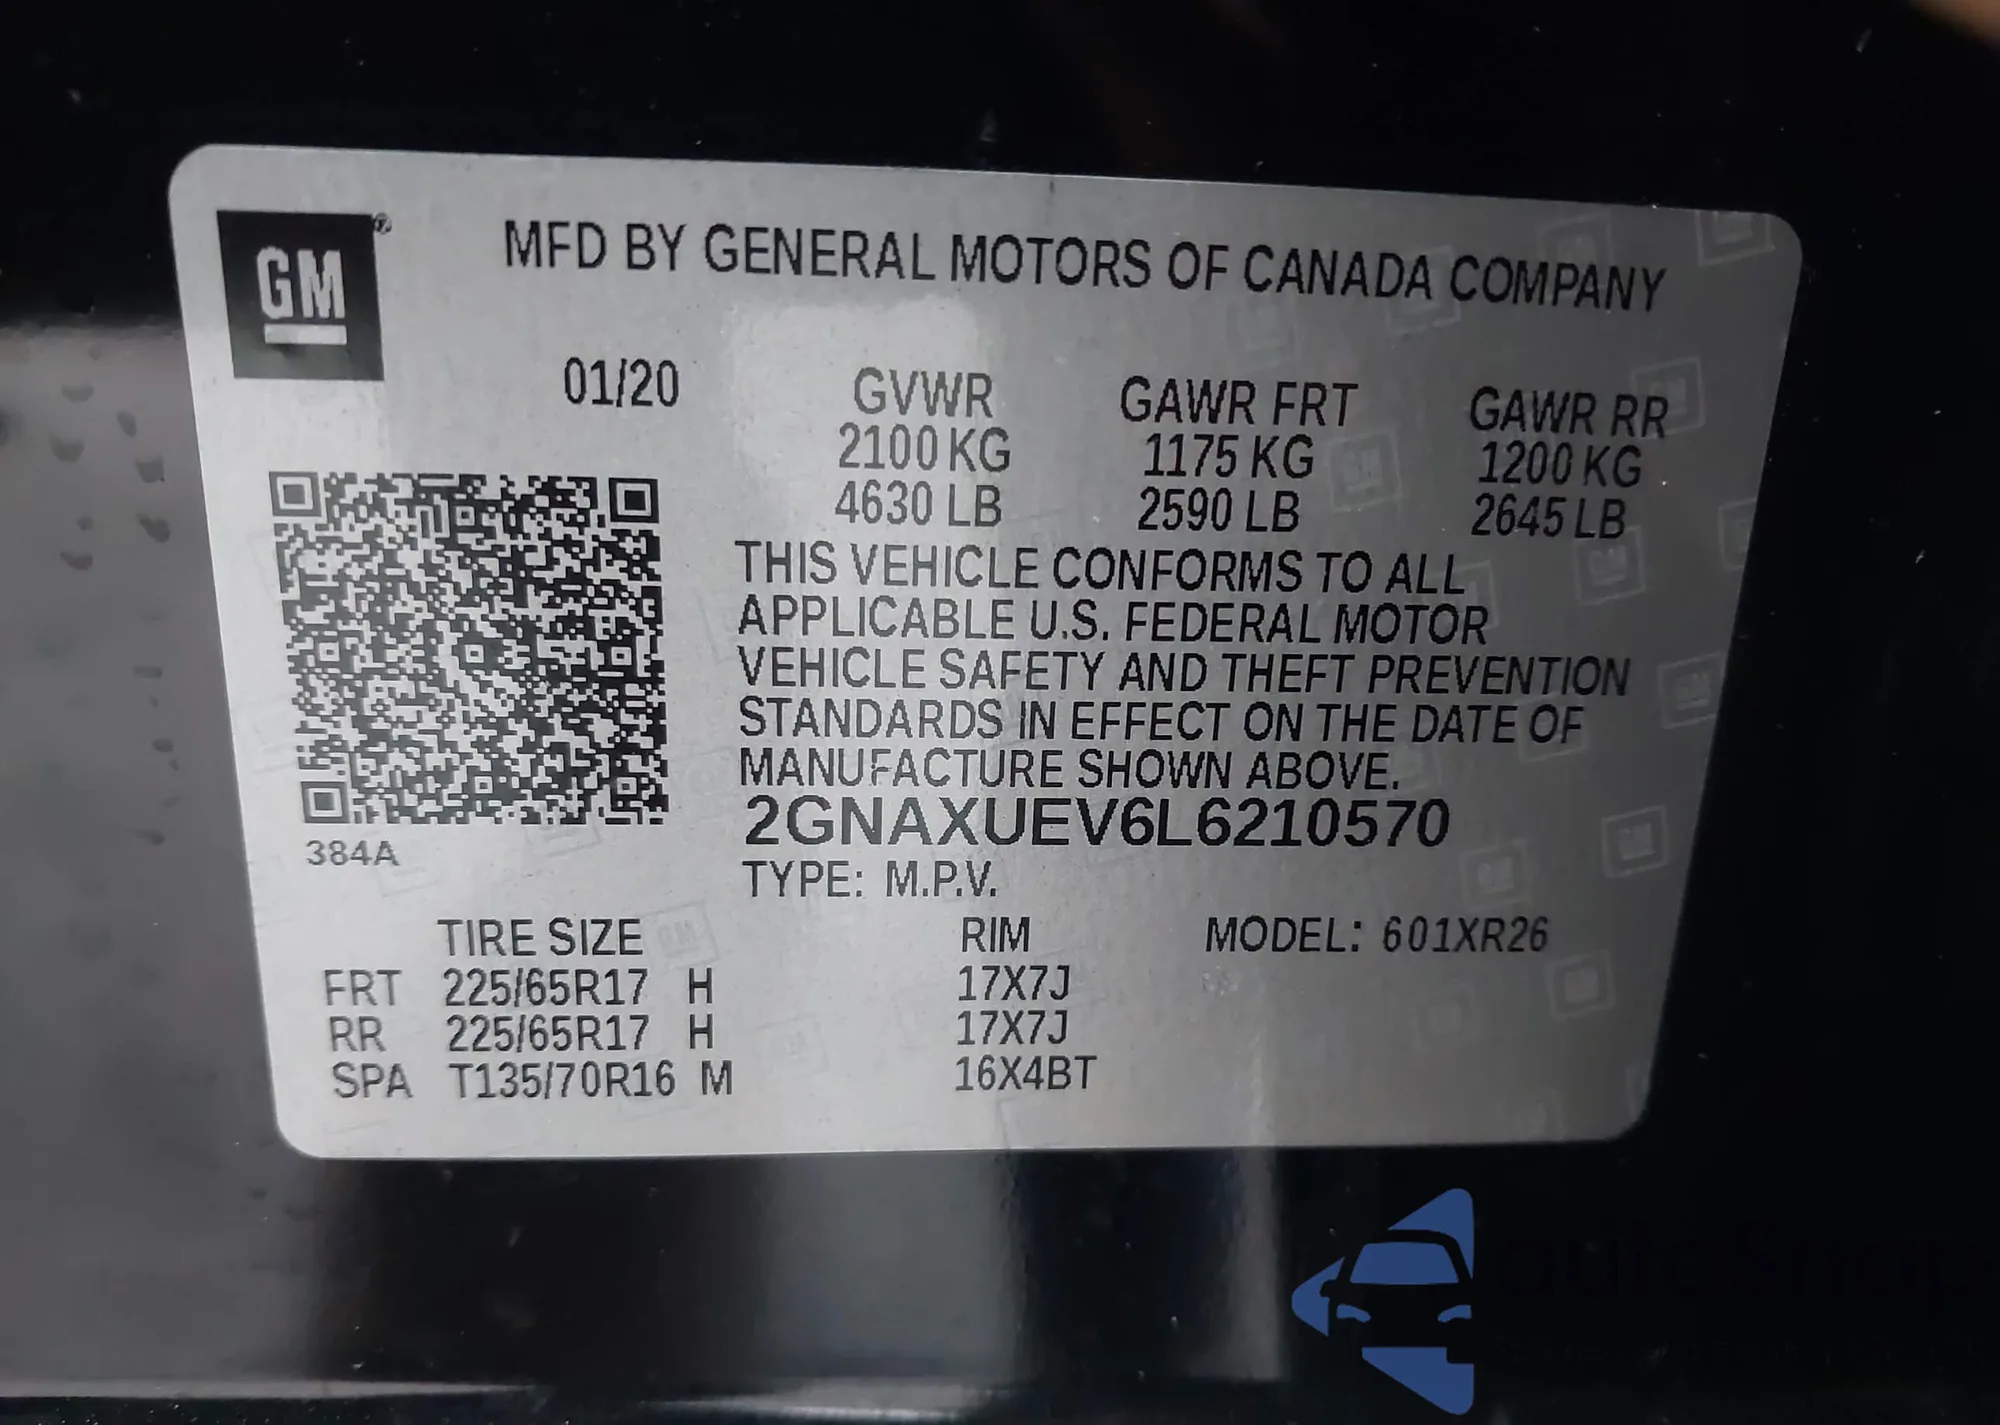 GM®
MFD BY GENERAL MOTORS OF CANADA COMPANY
01/20
GVWR GAWR FRT GAWR RR
2100 KG 1175 KG 1200 KG
4630 LB 2590 LB 2645 LB
THIS VEHICLE CONFORMS TO ALL
APPLICABLE U.S. FEDERAL MOTOR
VEHICLE SAFETY AND THEFT PREVENTION
STANDARDS IN EFFECT ON THE DATE OF
MANUFACTURE SHOWN ABOVE.
2GNAXUEV6L6210570
384A
TYPE: M.P.V.
TIRE SIZE RIM MODEL: 601XR26
FRT 225/65R17 H 17X7J
RR 225/65R17 H 17X7J
SPA T135/70R16 M 16X4BT